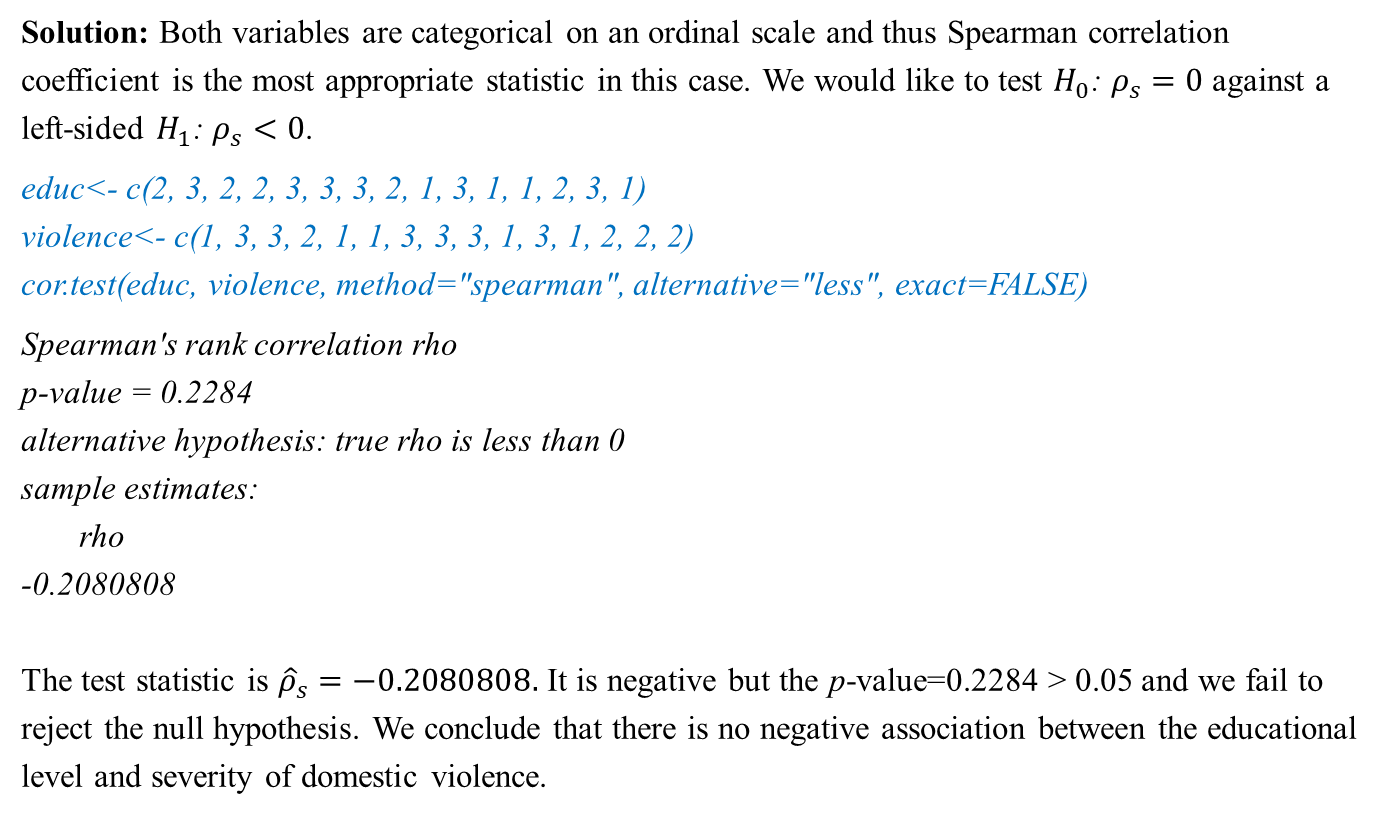 Solution: Both variables are categorical on an ordinal scale and thus Spearman correlation
coefficient is the most appropriate statistic in this case. We would like to test H₀: ρₛ = 0 against a
left-sided H₁: ρₛ < 0.
educ<- c(2, 3, 2, 2, 3, 3, 3, 2, 1, 3, 1, 1, 2, 3, 1)
violence<- c(1, 3, 3, 2, 1, 1, 3, 3, 3, 1, 3, 1, 2, 2, 2)
cor.test(educ, violence, method="spearman", alternative="less", exact=FALSE)
Spearman's rank correlation rho
p-value = 0.2284
alternative hypothesis: true rho is less than 0
sample estimates:
rho
-0.2080808
The test statistic is ρ̂ₛ = −0.2080808. It is negative but the p-value=0.2284 > 0.05 and we fail to
reject the null hypothesis. We conclude that there is no negative association between the educational
level and severity of domestic violence.